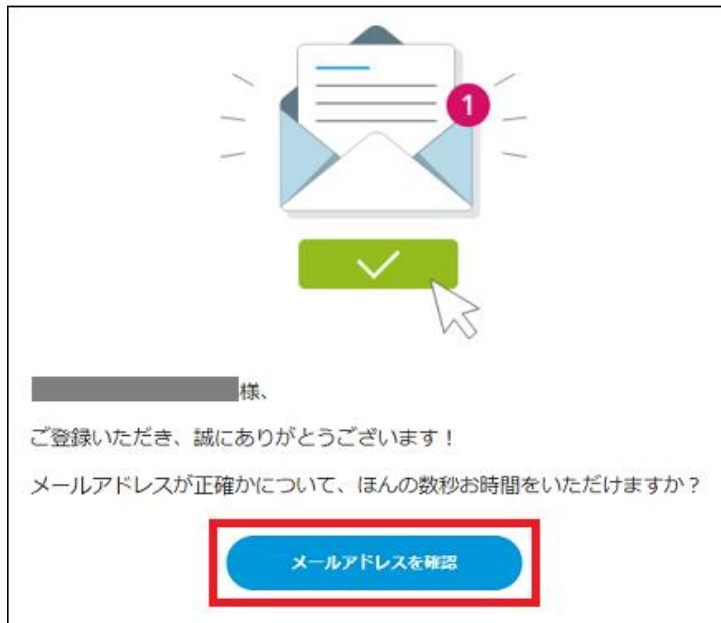 1
様、
ご登録いただき、誠にありがとうございます！
メールアドレスが正確かについて、ほんの数秒お時間をいただけますか？
メールアドレスを確認